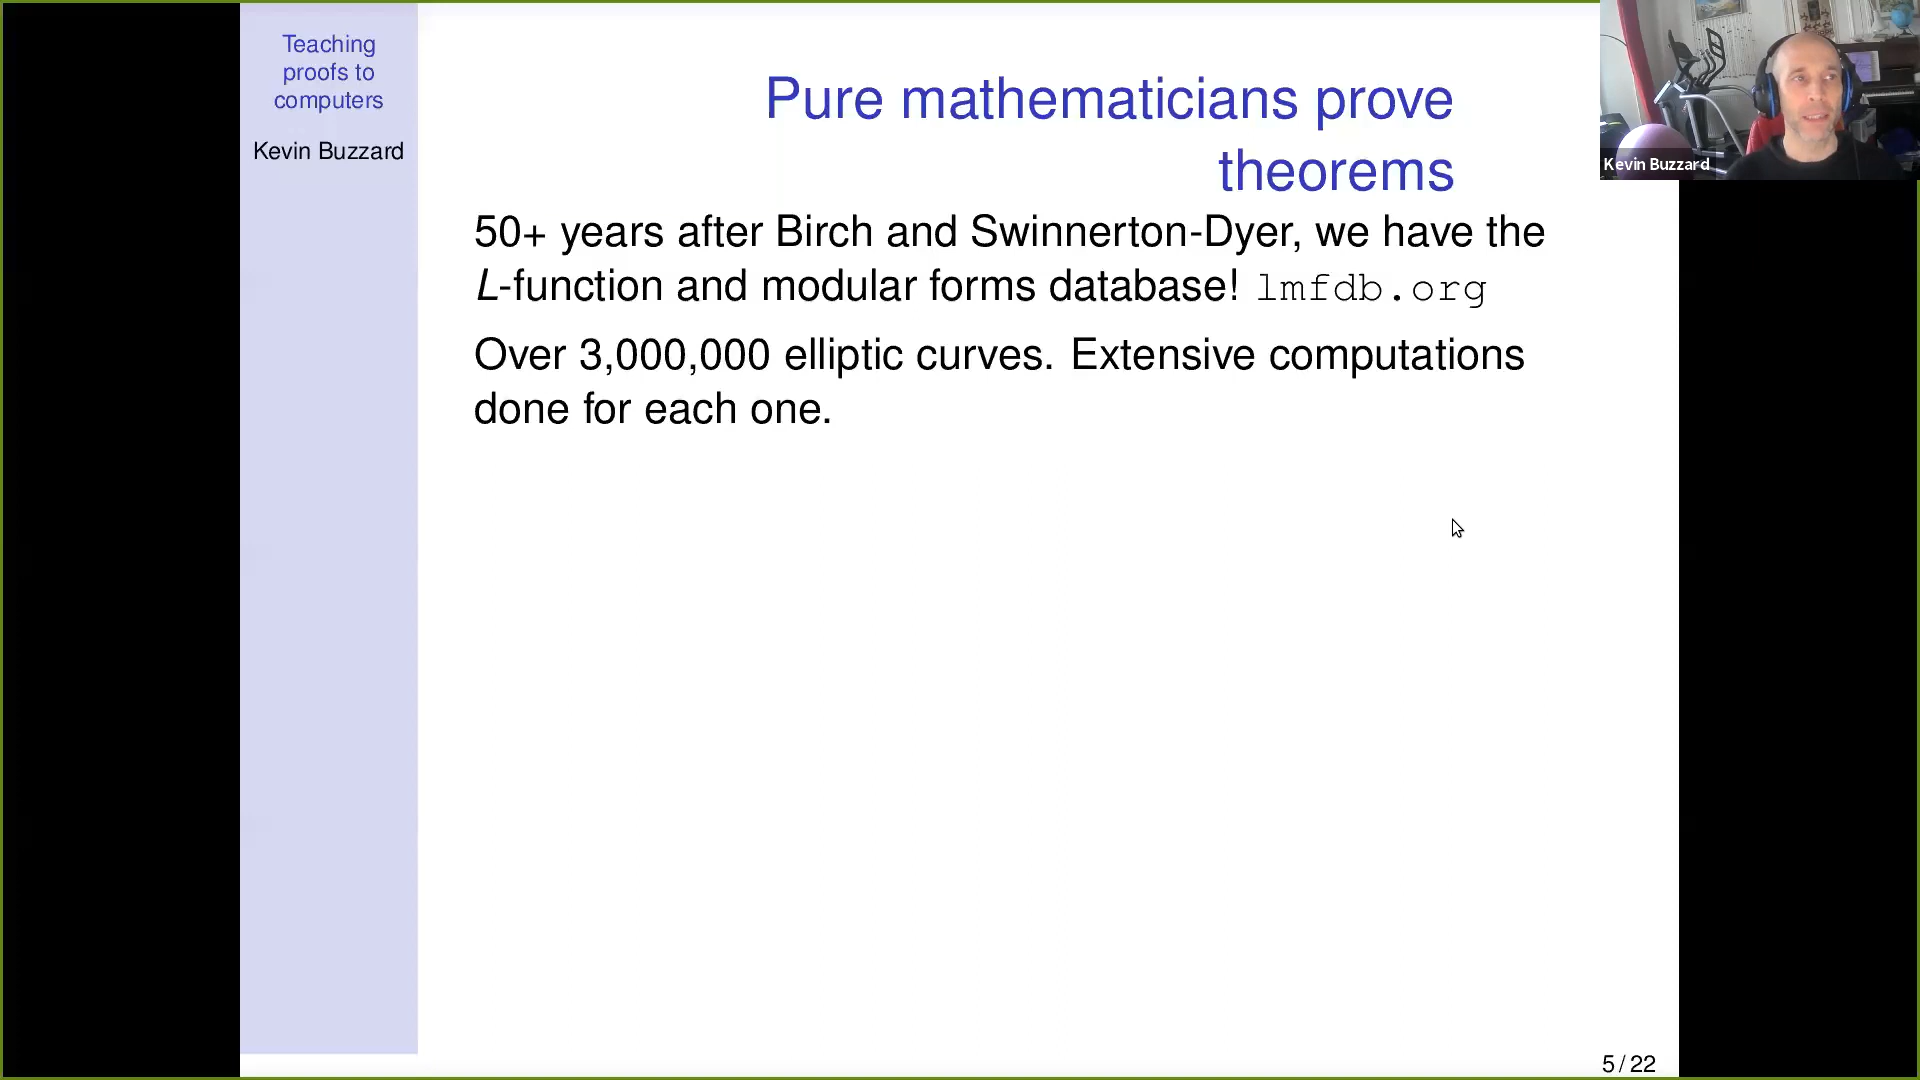 Teaching
proofs to
computers
Kevin Buzzard
Pure mathematicians prove
theorems
50+ years after Birch and Swinnerton-Dyer, we have the
L-function and modular forms database! lmfdb.org
Over 3,000,000 elliptic curves. Extensive computations
done for each one.
Kevin Buzzard
5 / 22